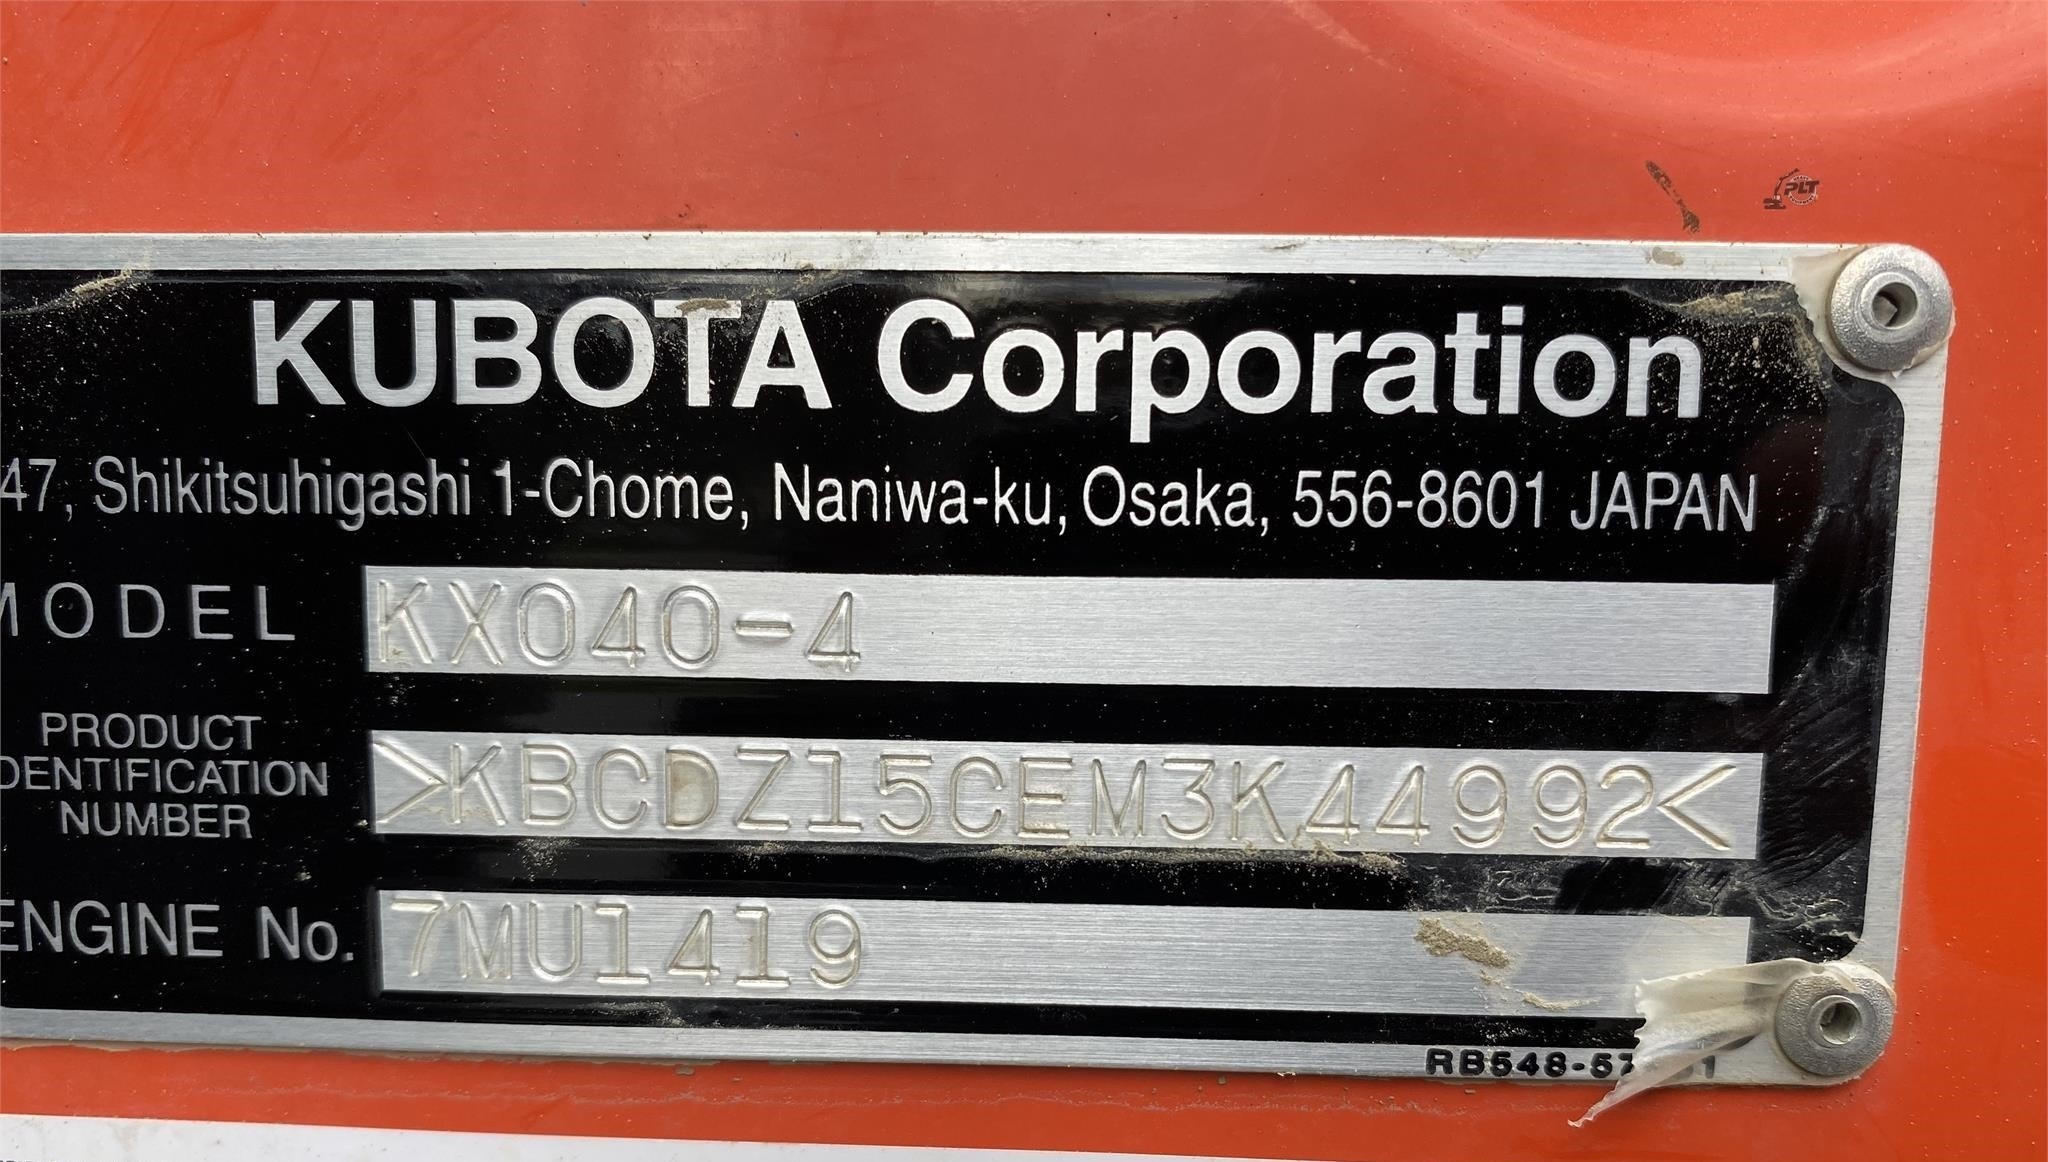 KUBOTA Corporation
47, Shikitsuhigashi 1-Chome, Naniwa-ku, Osaka, 556-8601 JAPAN
MODEL KX040-4
PRODUCT
IDENTIFICATION
NUMBER
>KBCDZ15CEM3K44992<
ENGINE No. 7MU1419
PLT